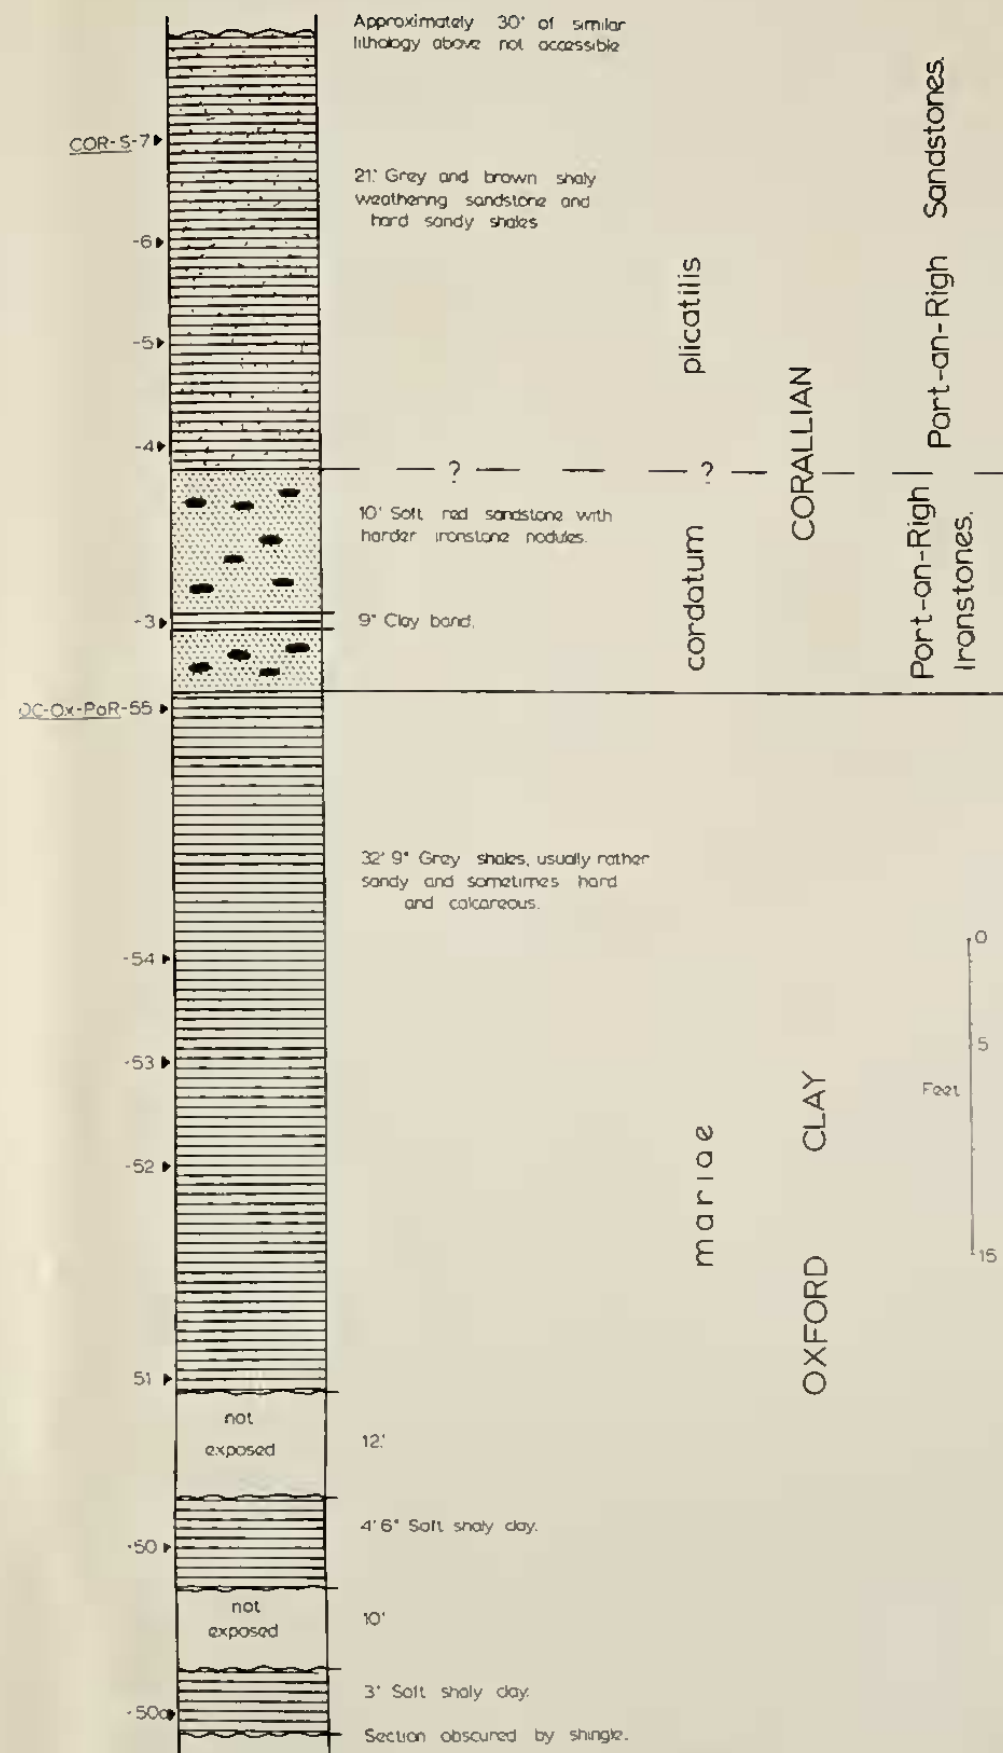 Approximately 30' of similar
lithology above not accessible
COR-S-7
21' Grey and brown shaly
weathering sandstone and
hard sandy shales
-6
-5
-4
plicatilis
CORALLIAN
Port-an-Righ Sandstones.
? ?
10' Soft red sandstone with
harder ironstone nodules.
-3
9" Clay band.
cordatum
Port-an-Righ
Ironstones.
OC-Ox-PaR-55
32' 9" Grey shales, usually rather
sandy and sometimes hard
and calcareous.
-54
-53
-52
51
mariae
OXFORD CLAY
0
5
Feet
15
not
exposed
12'
4' 6" Soft shaly clay.
-50
not
exposed
10'
3' Soft shaly clay.
-50a
Section obscured by shingle.